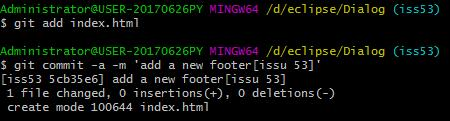 Administrator@USER-20170626PY MINGW64 /d/eclipse/Dialog (iss53)
$ git add index.html
Administrator@USER-20170626PY MINGW64 /d/eclipse/Dialog (iss53)
$ git commit -a -m 'add a new footer[issu 53]'
[iss53 5cb35e6] add a new footer[issu 53]
1 file changed, 0 insertions(+), 0 deletions(-)
create mode 100644 index.html